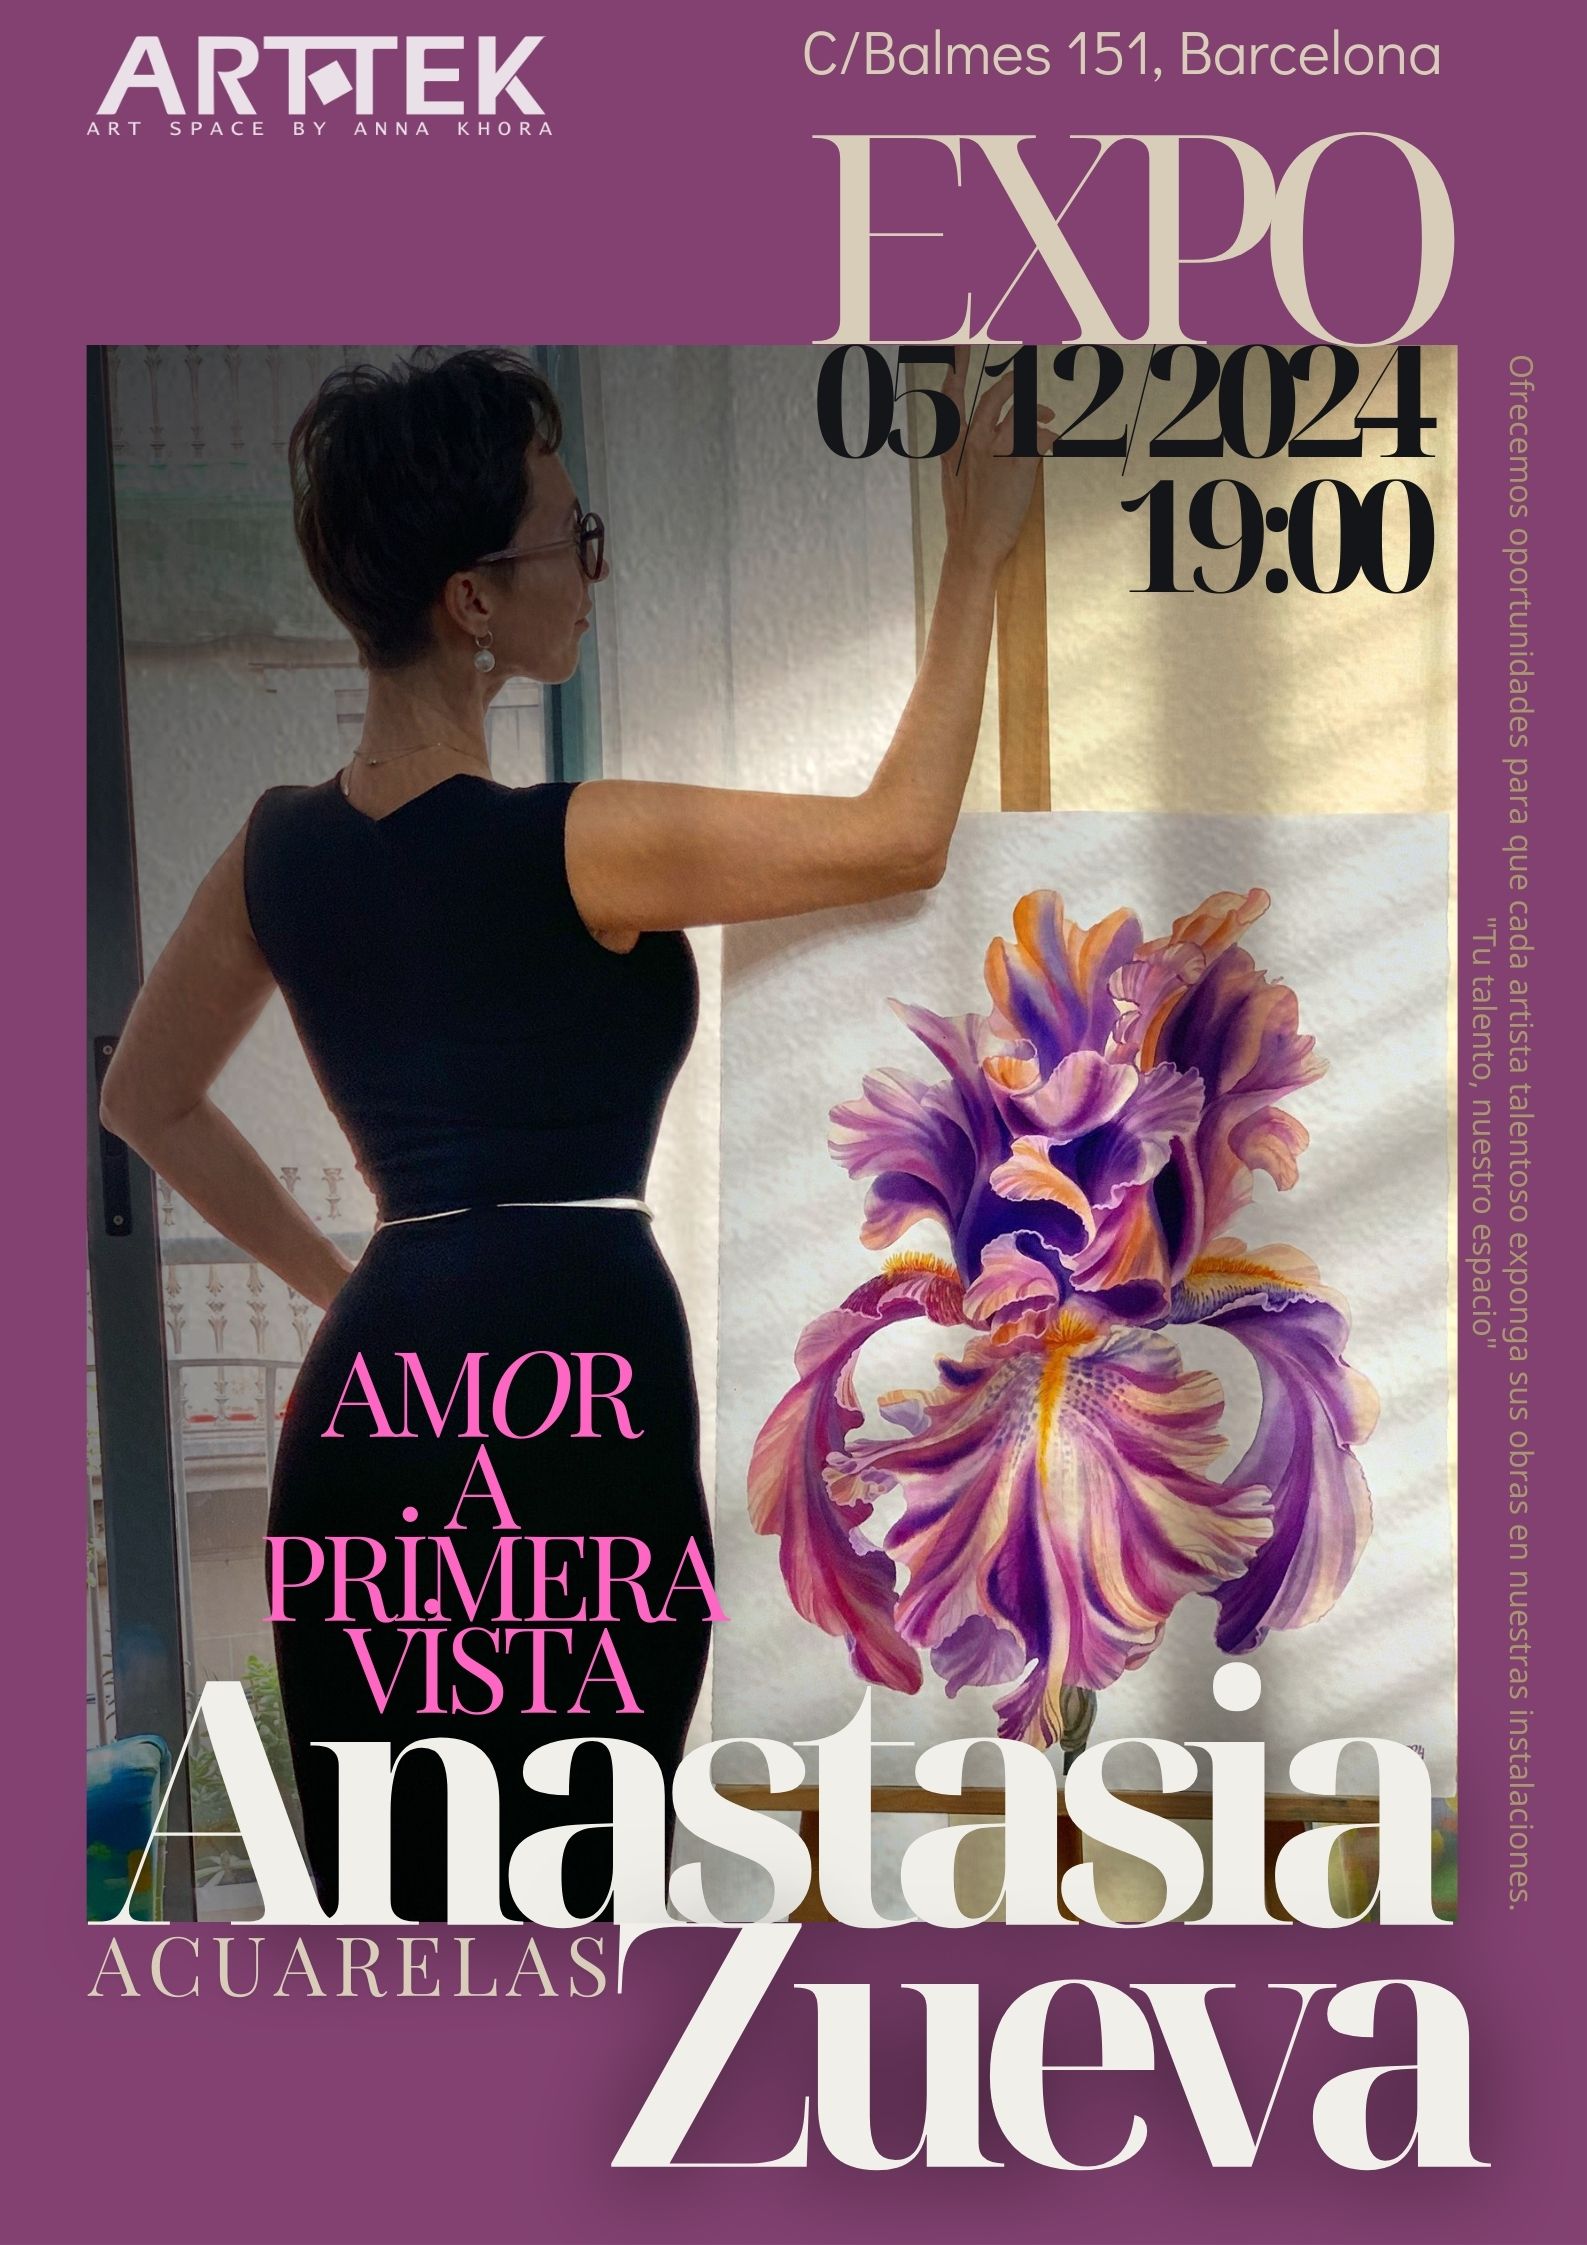 ARTTEK
ART SPACE BY ANNA KHORA
C/Balmes 151, Barcelona
EXPO
05/12/2024
19:00
Ofrecemos oportunidades para que cada artista talentoso exponga sus obras en nuestras instalaciones.
"Tu talento, nuestro espacio"
AMOR
A
PRiMERA
ViSTA
Anastasia
ACUARELAS
Zueva